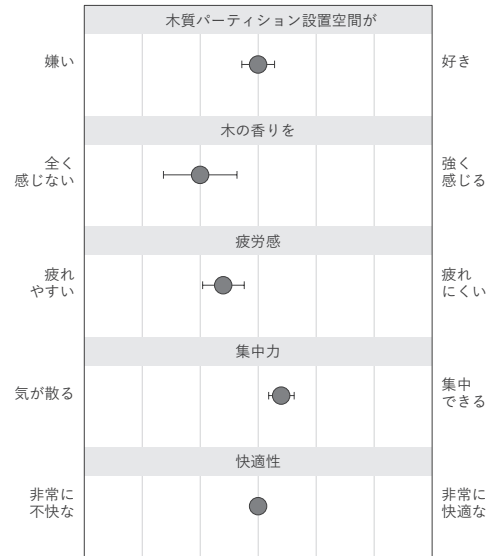 木質パーティション設置空間が
嫌い
好き
木の香りを
全く
感じない
強く
感じる
疲労感
疲れ
やすい
疲れ
にくい
集中力
気が散る
集中
できる
快適性
非常に
不快な
非常に
快適な